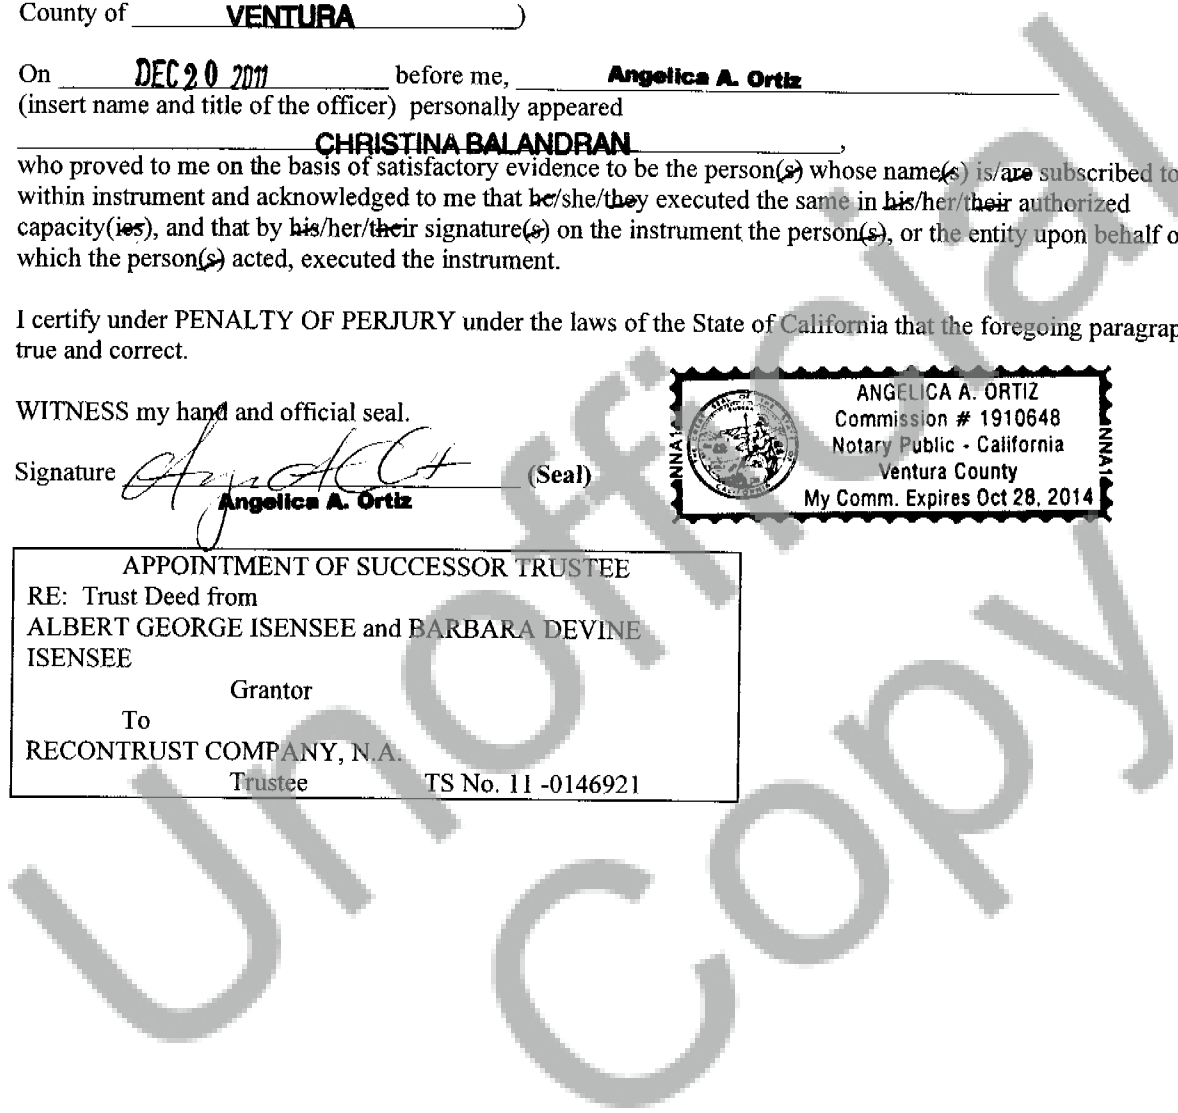 County of VENTURA )
On DEC 20 2011 before me, Angelica A. Ortiz
(insert name and title of the officer) personally appeared
CHRISTINA BALANDRAN,
who proved to me on the basis of satisfactory evidence to be the person(s) whose name(s) is/are subscribed to
within instrument and acknowledged to me that he/she/they executed the same in his/her/their authorized
capacity(ies), and that by his/her/their signature(s) on the instrument the person(s), or the entity upon behalf o
which the person(s) acted, executed the instrument.
I certify under PENALTY OF PERJURY under the laws of the State of California that the foregoing paragrap
true and correct.
WITNESS my hand and official seal.
Signature (Seal)
Angelica A. Ortiz
ANGELICA A. ORTIZ
Commission # 1910648
Notary Public - California
Ventura County
My Comm. Expires Oct 28, 2014
APPOINTMENT OF SUCCESSOR TRUSTEE
RE: Trust Deed from
ALBERT GEORGE ISENSEE and BARBARA DEVINE
ISENSEE
Grantor
To
RECONTRUST COMPANY, N.A.
Trustee TS No. 11 -0146921
Unofficial
Copy